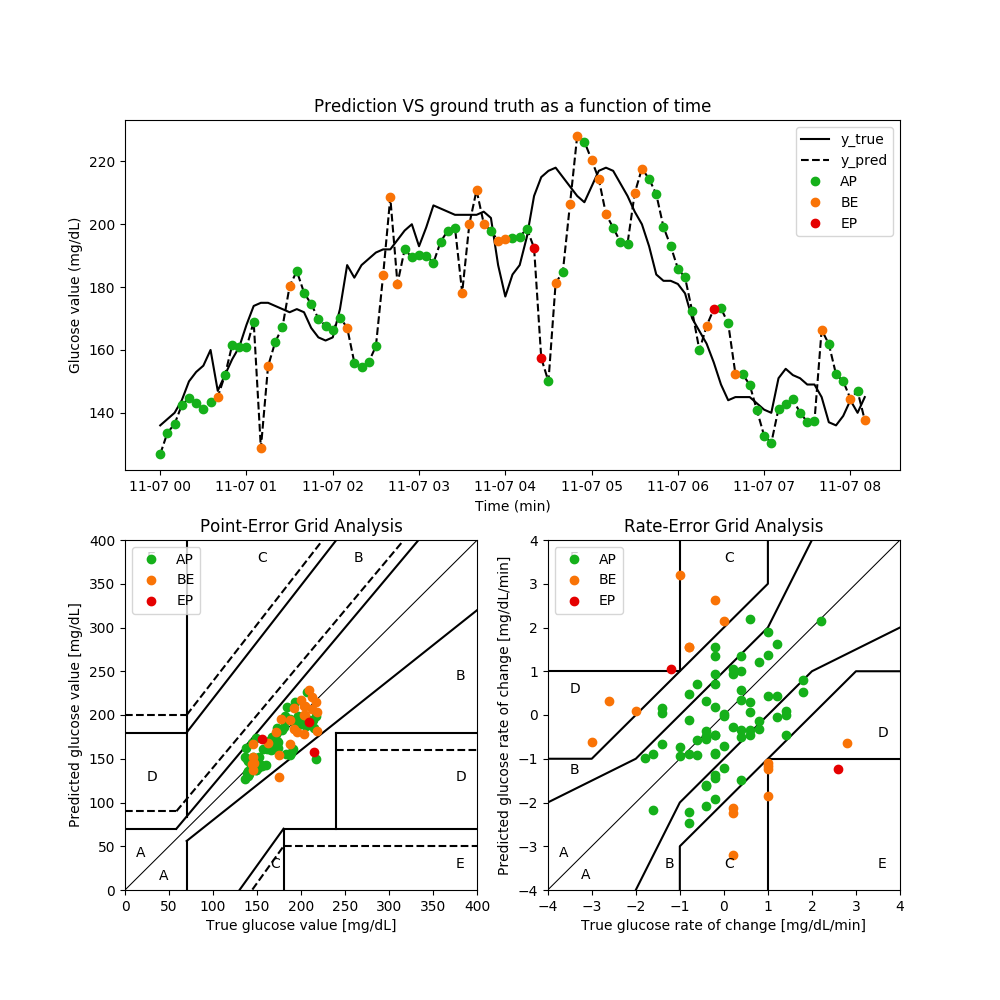 Prediction VS ground truth as a function of time
Glucose value (mg/dL)
220
200
180
160
140
y_true
y_pred
AP
BE
EP
11-07 00 11-07 01 11-07 02 11-07 03 11-07 04 11-07 05 11-07 06 11-07 07 11-07 08
Time (min)
Point-Error Grid Analysis
Predicted glucose value [mg/dL]
400
350
300
250
200
150
100
50
0
AP
BE
EP
C
B
B
D
D
A
A
C
E
0 50 100 150 200 250 300 350 400
True glucose value [mg/dL]
Rate-Error Grid Analysis
Predicted glucose rate of change [mg/dL/min]
4
3
2
1
0
−1
−2
−3
−4
AP
BE
EP
C
D
D
B
A
A
B
C
E
−4 −3 −2 −1 0 1 2 3 4
True glucose rate of change [mg/dL/min]